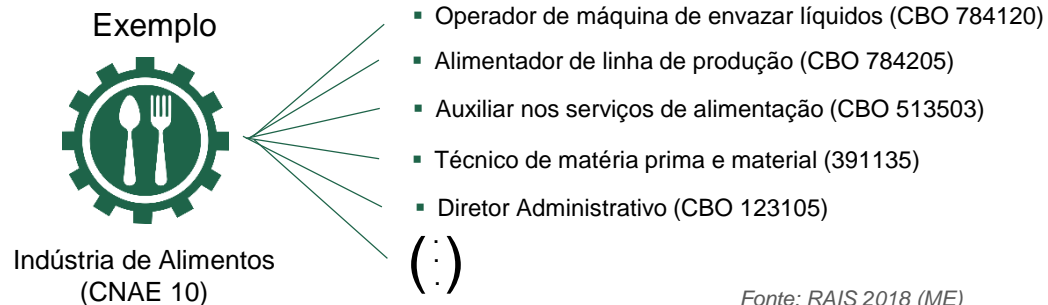 Exemplo
▪ Operador de máquina de envazar líquidos (CBO 784120)
▪ Alimentador de linha de produção (CBO 784205)
▪ Auxiliar nos serviços de alimentação (CBO 513503)
▪ Técnico de matéria prima e material (391135)
▪ Diretor Administrativo (CBO 123105)
(⋮)
Indústria de Alimentos
(CNAE 10)
Fonte: RAIS 2018 (ME)